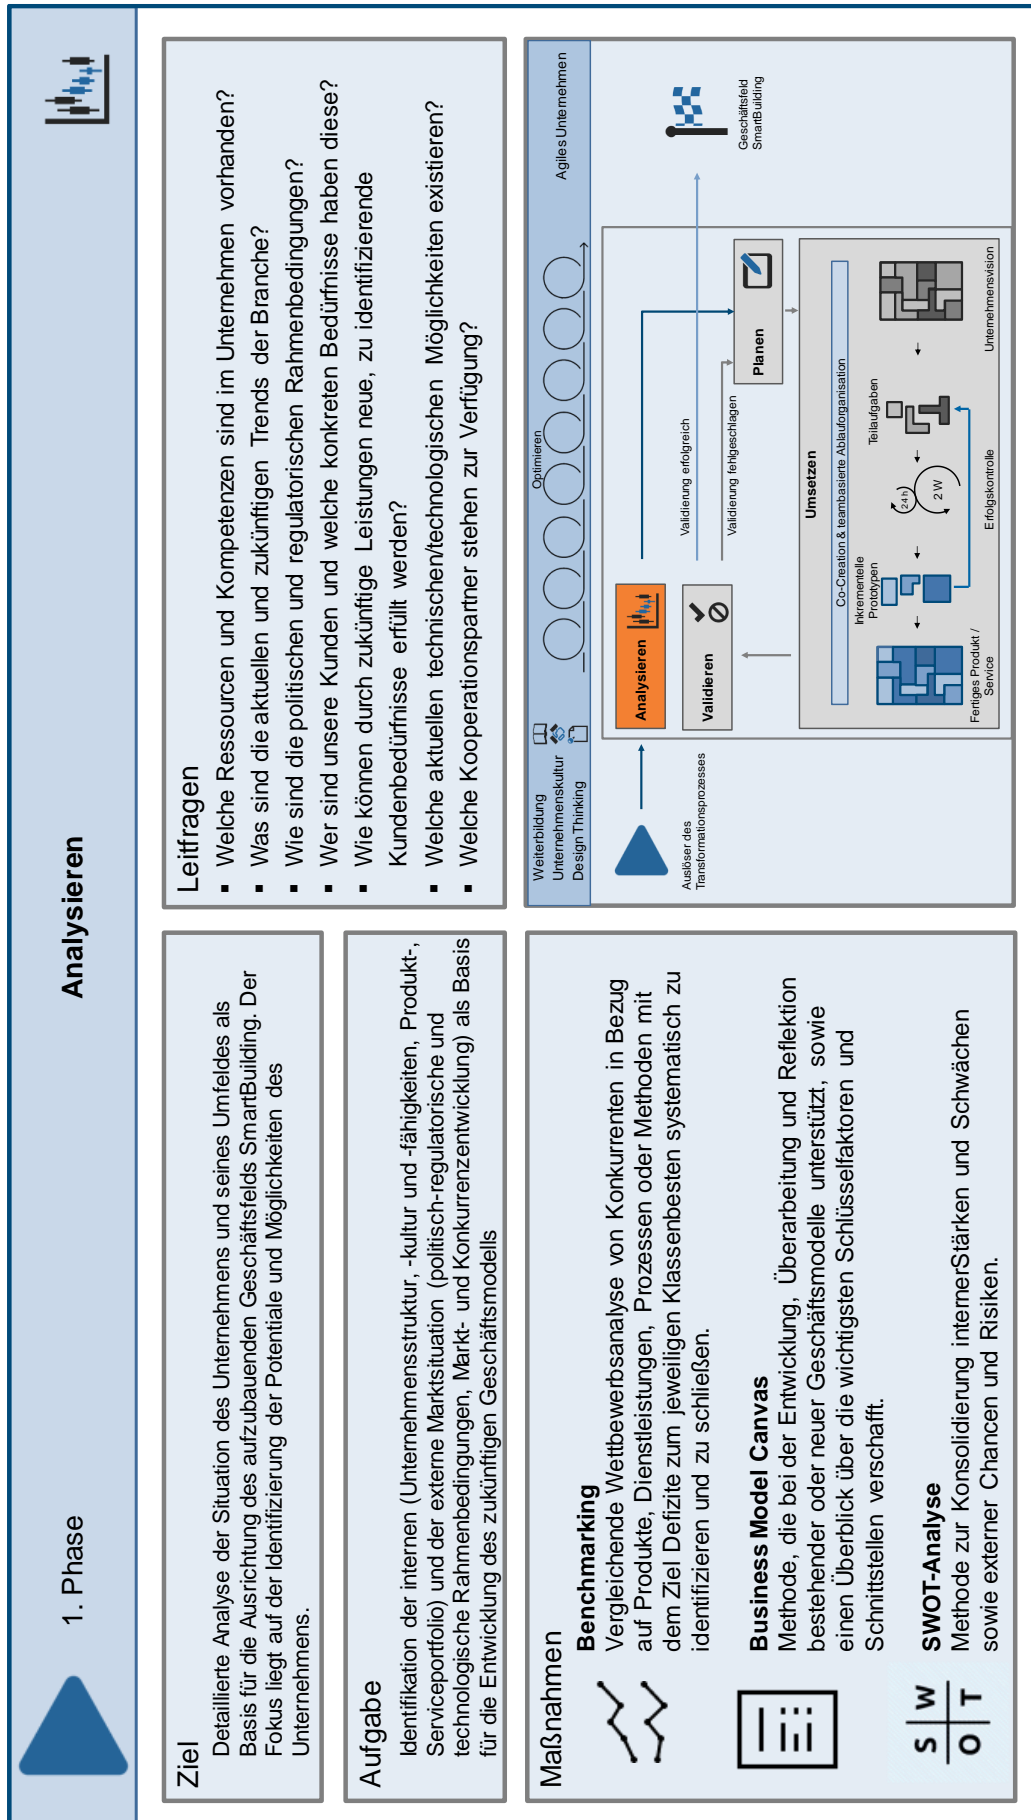 1. Phase
Analysieren
Ziel
Detaillierte Analyse der Situation des Unternehmens und seines Umfeldes als
Basis für die Ausrichtung des aufzubauenden Geschäftsfelds SmartBuilding. Der
Fokus liegt auf der Identifizierung der Potentiale und Möglichkeiten des
Unternehmens.
Aufgabe
Identifikation der internen (Unternehmensstruktur, -kultur und -fähigkeiten, Produkt-,
Serviceportfolio) und der externe Marktsituation (politisch-regulatorische und
technologische Rahmenbedingungen, Markt- und Konkurrenzentwicklung) als Basis
für die Entwicklung des zukünftigen Geschäftsmodells
Leitfragen
▪ Welche Ressourcen und Kompetenzen sind im Unternehmen vorhanden?
▪ Was sind die aktuellen und zukünftigen Trends der Branche?
▪ Wie sind die politischen und regulatorischen Rahmenbedingungen?
▪ Wer sind unsere Kunden und welche konkreten Bedürfnisse haben diese?
▪ Wie können durch zukünftige Leistungen neue, zu identifizierende
Kundenbedürfnisse erfüllt werden?
▪ Welche aktuellen technischen/technologischen Möglichkeiten existieren?
▪ Welche Kooperationspartner stehen zur Verfügung?
Maßnahmen
Benchmarking
Vergleichende Wettbewerbsanalyse von Konkurrenten in Bezug
auf Produkte, Dienstleistungen, Prozessen oder Methoden mit
dem Ziel Defizite zum jeweiligen Klassenbesten systematisch zu
identifizieren und zu schließen.
Business Model Canvas
Methode, die bei der Entwicklung, Überarbeitung und Reflektion
bestehender oder neuer Geschäftsmodelle unterstützt, sowie
einen Überblick über die wichtigsten Schlüsselfaktoren und
Schnittstellen verschafft.
S W
O T
SWOT-Analyse
Methode zur Konsolidierung internerStärken und Schwächen
sowie externer Chancen und Risiken.
Weiterbildung
Unternehmenskultur
Design Thinking
Optimieren
Agiles Unternehmen
Auslöser des
Transformationsprozesses
Analysieren
Validieren
Validierung erfolgreich
Validierung fehlgeschlagen
Planen
Geschäftsfeld
SmartBuilding
Umsetzen
Co-Creation & teambasierte Ablauforganisation
Inkrementelle
Prototypen
24 h
2 W
Teilaufgaben
Fertiges Produkt /
Service
Erfolgskontrolle
Unternehmensvision